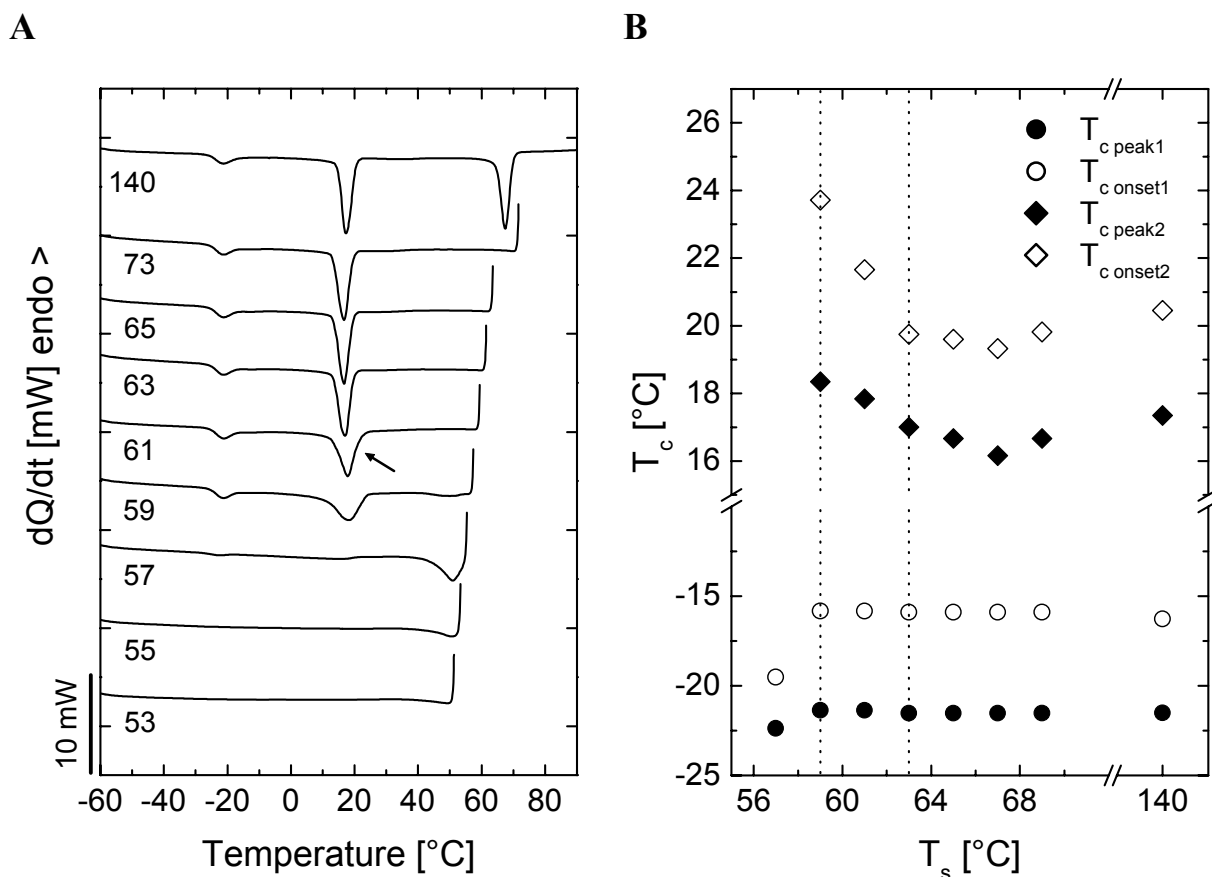 A
dQ/dt [mW] endo >
140
73
65
63
61
59
57
55
53
10 mW
-60 -40 -20 0 20 40 60 80
Temperature [°C]
B
T_c [°C]
26
24
22
20
18
16
-15
-20
-25
T_c peak1
T_c onset1
T_c peak2
T_c onset2
56 60 64 68 140
T_s [°C]